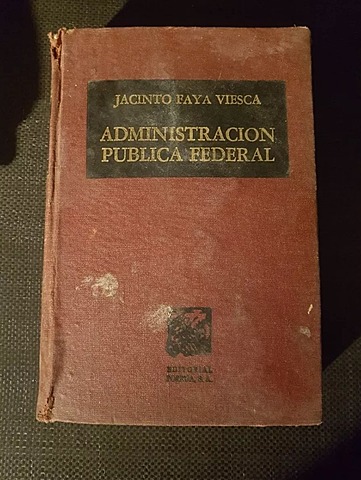 JACINTO FAYA VIESCA
ADMINISTRACION
PUBLICA FEDERAL
EDITORIAL
PORRUA, S. A.